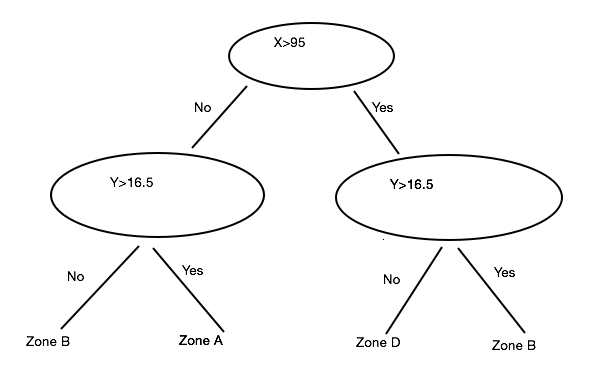 X>95
No
Yes
Y>16.5
Y>16.5
No
Yes
No
Yes
Zone B
Zone A
Zone D
Zone B